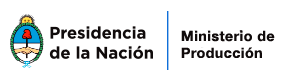 Presidencia
de la Nación
Ministerio de
Producción